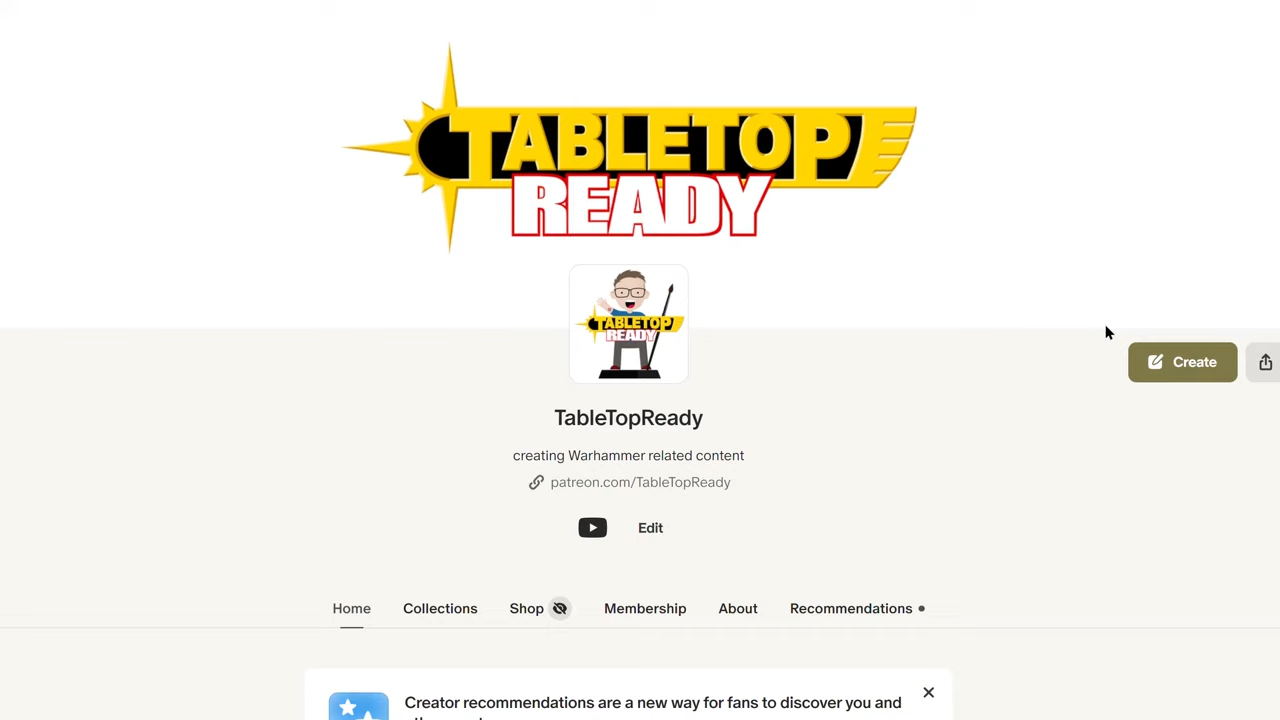 TABLETOP
READY
TABLETOP
READY
Create
TableTopReady
creating Warhammer related content
patreon.com/TableTopReady
Edit
Home Collections Shop Membership About Recommendations
Creator recommendations are a new way for fans to discover you and